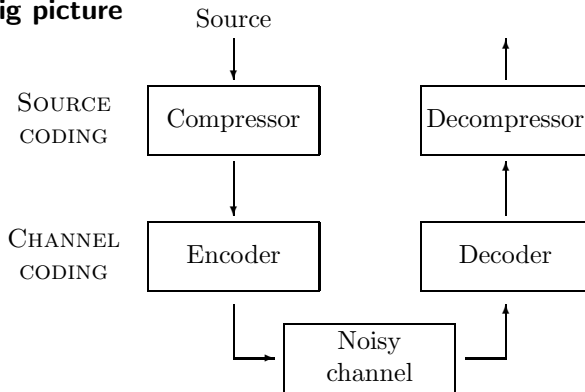 ig picture
Source
SOURCE
CODING
Compressor
Decompressor
CHANNEL
CODING
Encoder
Decoder
Noisy
channel